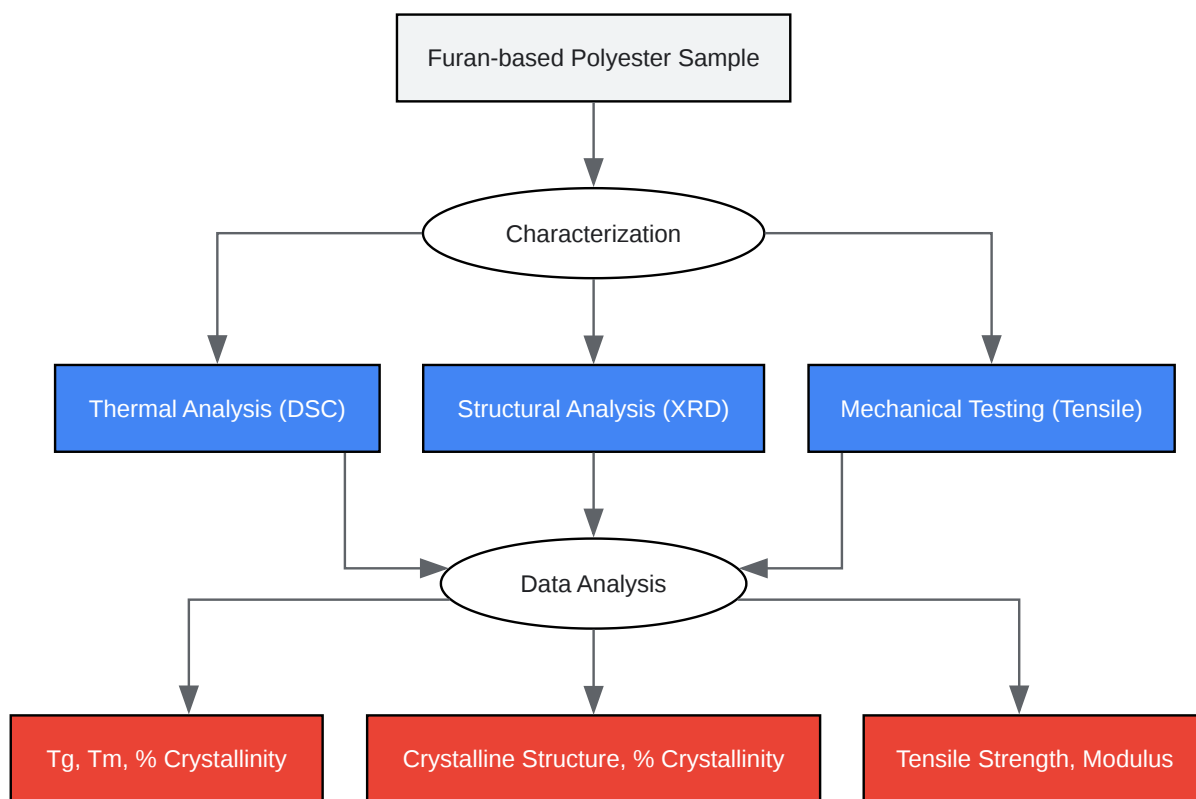 Furan-based Polyester Sample
Characterization
Thermal Analysis (DSC)
Structural Analysis (XRD)
Mechanical Testing (Tensile)
Data Analysis
Tg, Tm, % Crystallinity
Crystalline Structure, % Crystallinity
Tensile Strength, Modulus